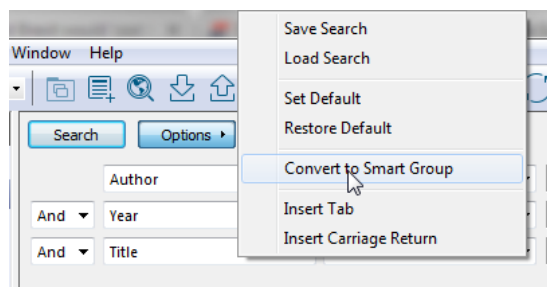 Window Help
Save Search
Load Search
Set Default
Restore Default
Convert to Smart Group
Insert Tab
Insert Carriage Return
Search Options
Author
And Year
And Title